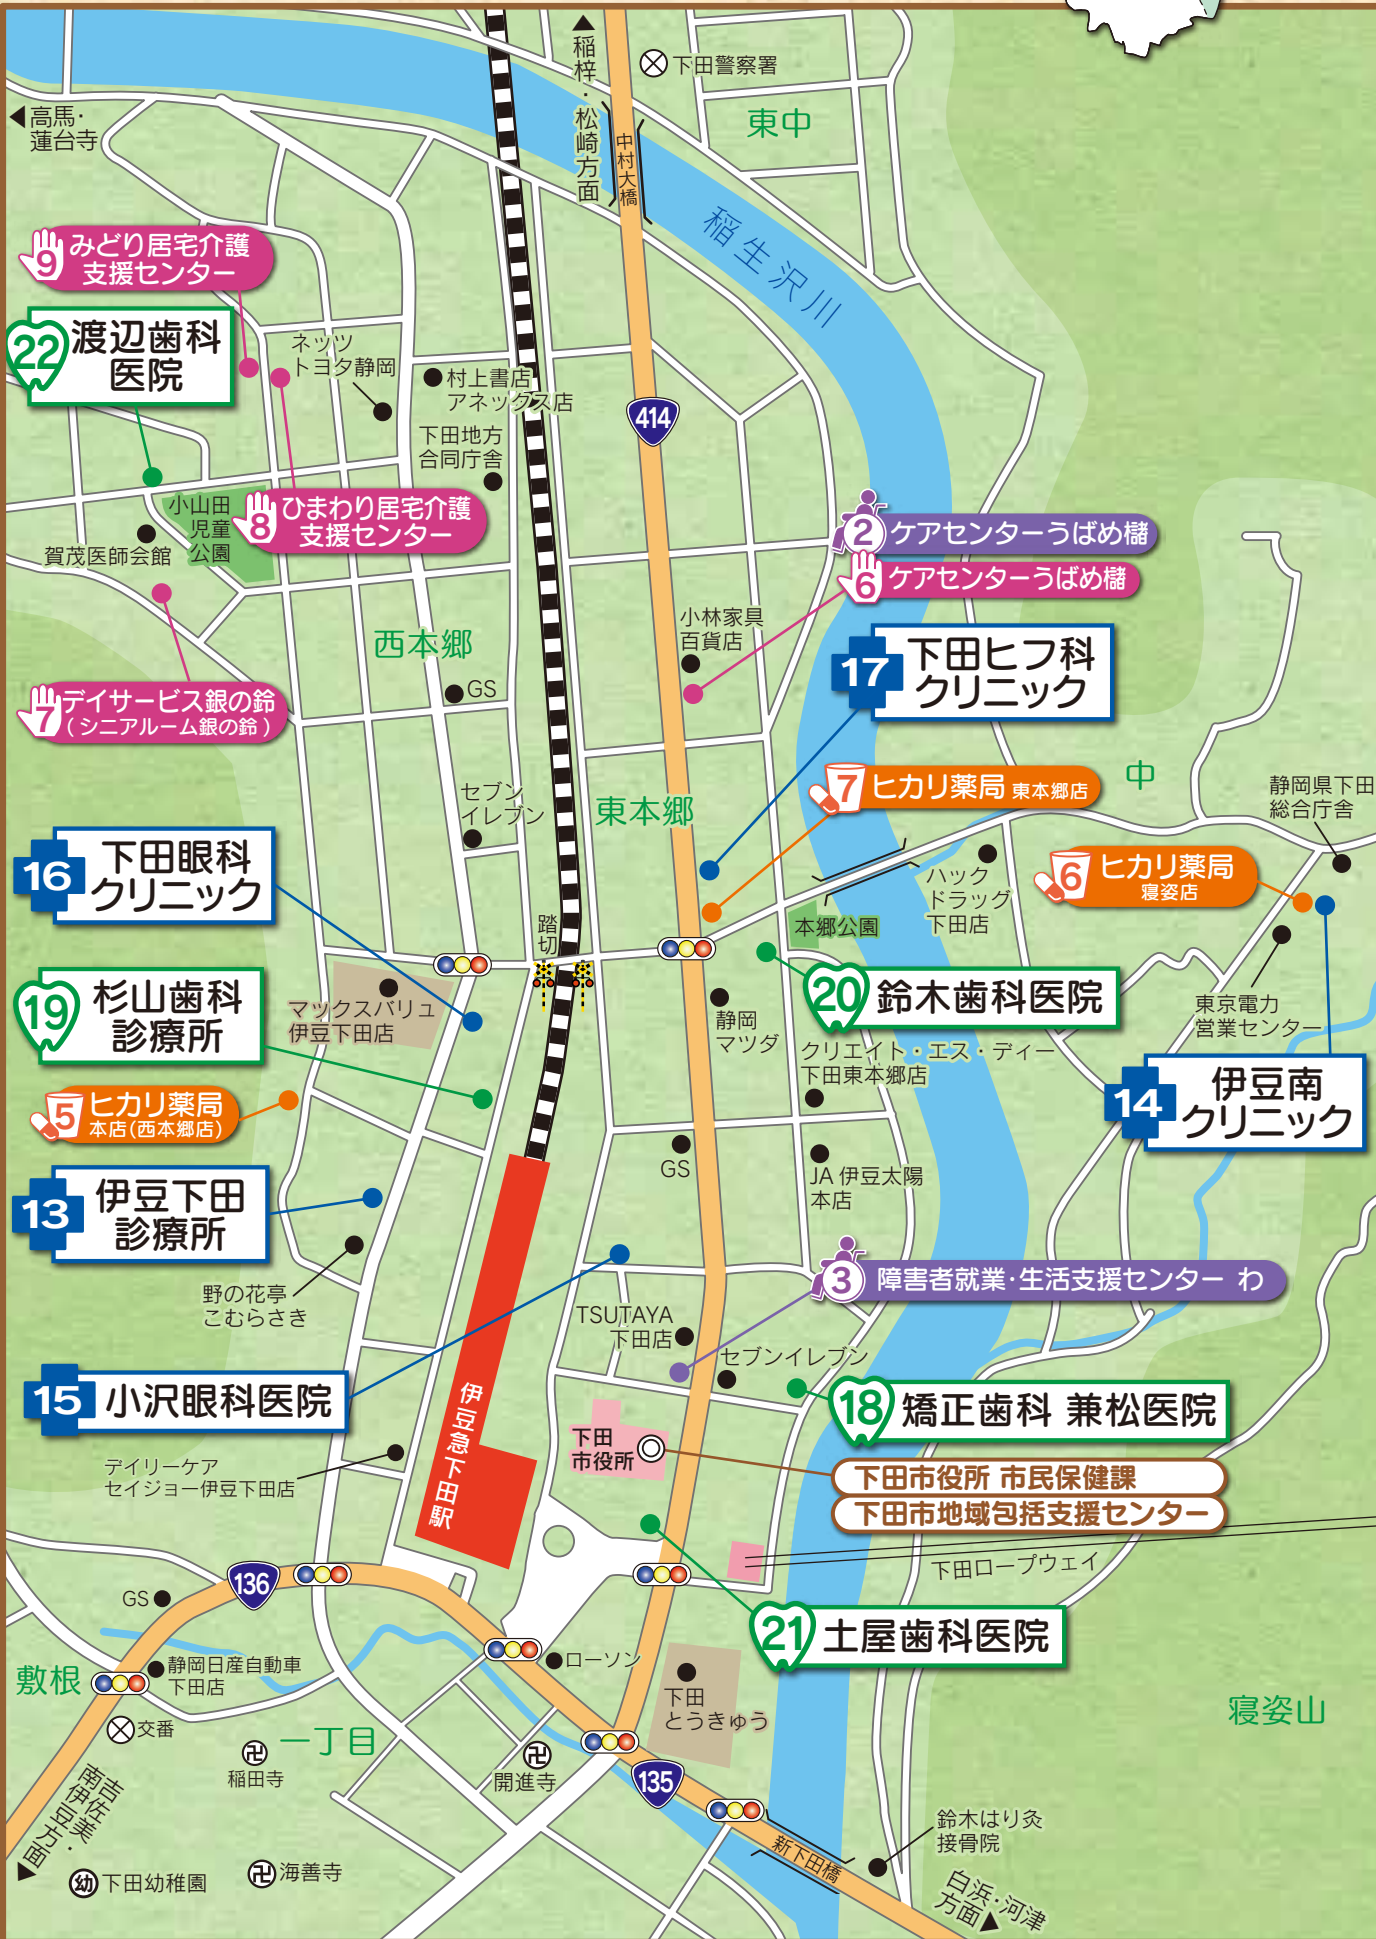 稲梓・松崎方面
下田警察署
東中
高馬・
蓮台寺
中村大橋
稲生沢川
9
みどり居宅介護
支援センター
22
渡辺歯科
医院
ネッツ
トヨタ静岡
村上書店
アネックス店
414
下田地方
合同庁舎
小山田
児童
公園
8
ひまわり居宅介護
支援センター
賀茂医師会館
2
ケアセンターうばめ樫
6
ケアセンターうばめ樫
小林家具
百貨店
西本郷
17
下田ヒフ科
クリニック
GS
7
デイサービス銀の鈴
(シニアルーム銀の鈴)
中
7
ヒカリ薬局 東本郷店
静岡県下田
総合庁舎
セブン
イレブン
東本郷
16
下田眼科
クリニック
6
ヒカリ薬局
寝姿店
ハック
ドラッグ
下田店
踏切
本郷公園
19
杉山歯科
診療所
マックスバリュ
伊豆下田店
20
鈴木歯科医院
静岡
マツダ
東京電力
営業センター
クリエイト・エス・ディー
下田東本郷店
5
ヒカリ薬局
本店(西本郷店)
14
伊豆南
クリニック
GS
JA 伊豆太陽
本店
13
伊豆下田
診療所
野の花亭
こむらさき
3
障害者就業・生活支援センター わ
TSUTAYA
下田店
セブンイレブン
15
小沢眼科医院
18
矯正歯科 兼松医院
伊豆急下田駅
下田
市役所
デイリーケア
セイジョー伊豆下田店
下田市役所 市民保健課
下田市地域包括支援センター
下田ロープウェイ
136
GS
21
土屋歯科医院
ローソン
敷根
静岡日産自動車
下田店
下田
とうきゅう
寝姿山
交番
一丁目
稲田寺
開進寺
135
吉佐美・
南伊豆方面
鈴木はり灸
接骨院
新下田橋
幼
下田幼稚園
海善寺
白浜・河津
方面